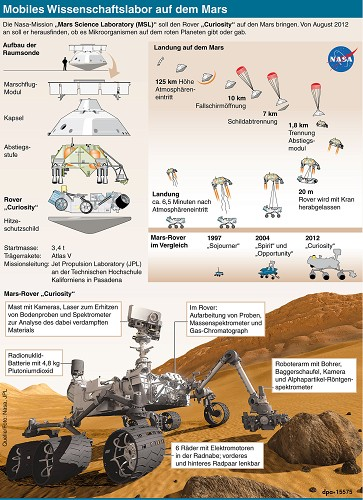 Mobiles Wissenschaftslabor auf dem Mars
Die Nasa-Mission „Mars Science Laboratory (MSL)“ soll den Rover „Curiosity“ auf den Mars bringen. Von August 2012
an soll er herausfinden, ob es Mikroorganismen auf dem roten Planeten gibt oder gab.
Aufbau der
Raumsonde
Marschflug-
Modul
Kapsel
Abstiegs-
stufe
Rover
„Curiosity“
Hitze-
schutzschild
Startmasse: 3,4 t
Trägerrakete: Atlas V
Missionsleitung: Jet Propulsion Laboratory (JPL)
an der Technischen Hochschule
Kaliforniens in Pasadena
Landung auf dem Mars
NASA
125 km Höhe
Atmosphären-
eintritt
10 km
Fallschirmöffnung
7 km
Schildabtrennung
1,8 km
Trennung
Abstiegs-
modul
Landung
ca. 6,5 Minuten nach
Atmosphäreneintritt
20 m
Rover wird mit Kran
herabgelassen
Mars-Rover
im Vergleich
1997
„Sojourner“
2004
„Spirit“ und
„Opportunity“
2012
„Curiosity“
Mars-Rover „Curiosity“
Mast mit Kameras, Laser zum Erhitzen
von Bodenproben und Spektrometer
zur Analyse des dabei verdampften
Materials
Im Rover:
Aufarbeitung von Proben,
Massenspektrometer und
Gas-Chromatograph
Radionuklid-
Batterie mit 4,8 kg
Plutoniumdioxid
Roboterarm mit Bohrer,
Baggerschaufel, Kamera
und Alphapartikel-Röntgen-
spektrometer
6 Räder mit Elektromotoren
in der Radnabe; vorderes
und hinteres Radpaar lenkbar
Quelle/Foto: Nasa, JPL
dpa-15575